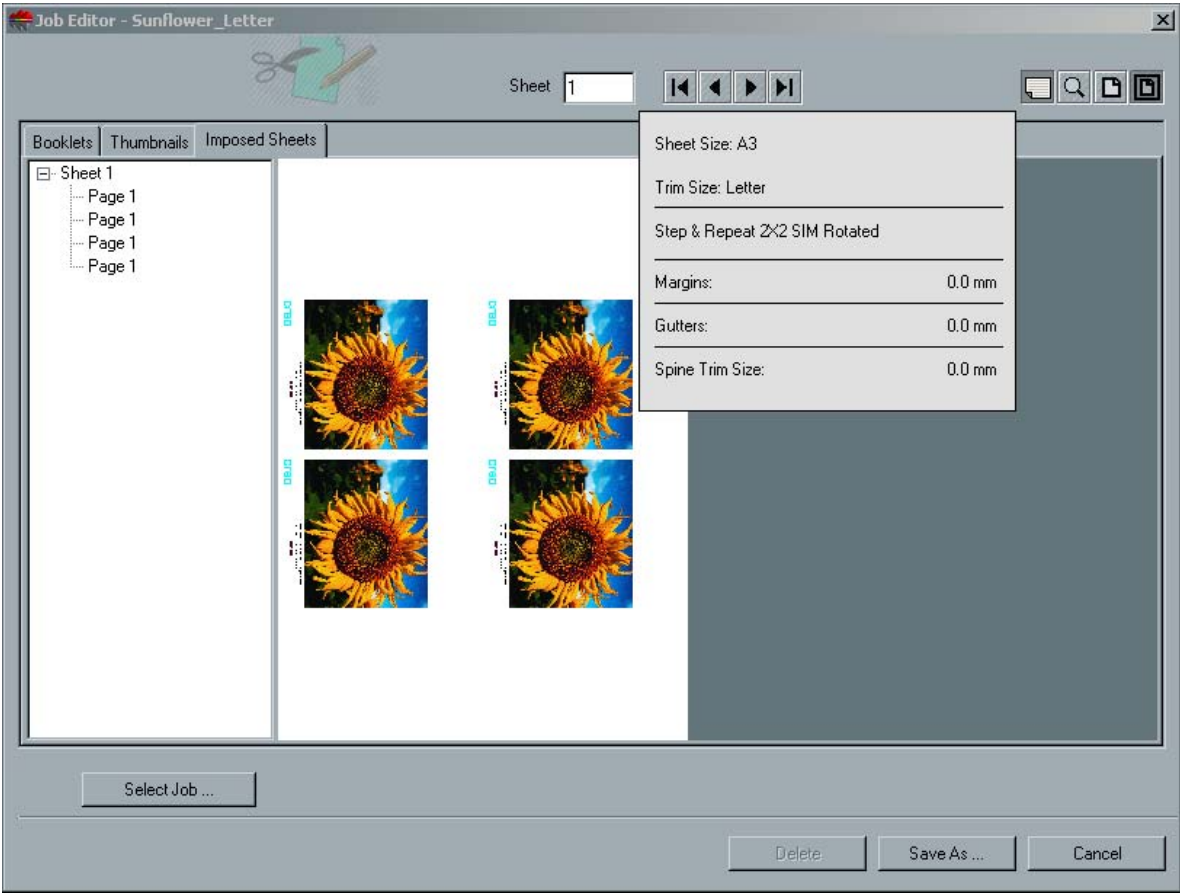 Job Editor - Sunflower_Letter
Sheet 1
Booklets Thumbnails Imposed Sheets
Sheet 1
Page 1
Page 1
Page 1
Page 1
Sheet Size: A3
Trim Size: Letter
Step & Repeat 2X2 SIM Rotated
Margins: 0.0 mm
Gutters: 0.0 mm
Spine Trim Size: 0.0 mm
Select Job ...
Delete Save As ... Cancel